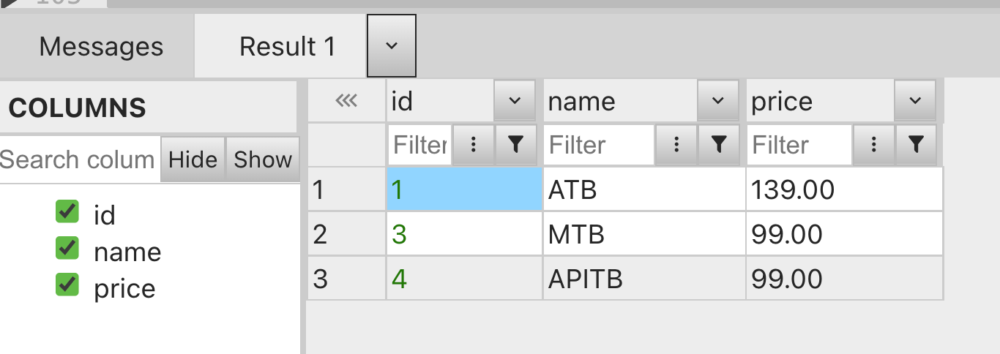 Messages Result 1
COLUMNS
Search colum Hide Show
id
name
price
id name price
Filter Filter Filter
1 1 ATB 139.00
2 3 MTB 99.00
3 4 APITB 99.00